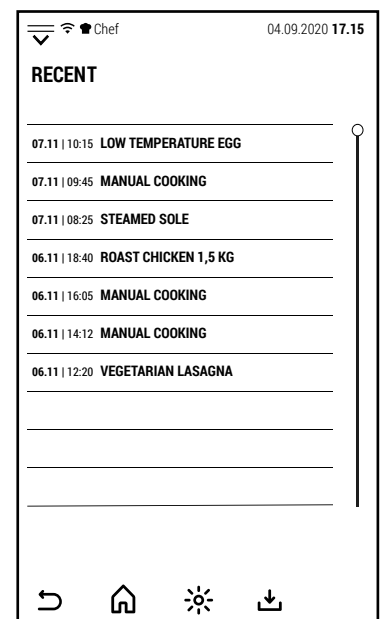 Chef 04.09.2020 17.15
RECENT
07.11 | 10:15 LOW TEMPERATURE EGG
07.11 | 09:45 MANUAL COOKING
07.11 | 08:25 STEAMED SOLE
06.11 | 18:40 ROAST CHICKEN 1,5 KG
06.11 | 16:05 MANUAL COOKING
06.11 | 14:12 MANUAL COOKING
06.11 | 12:20 VEGETARIAN LASAGNA